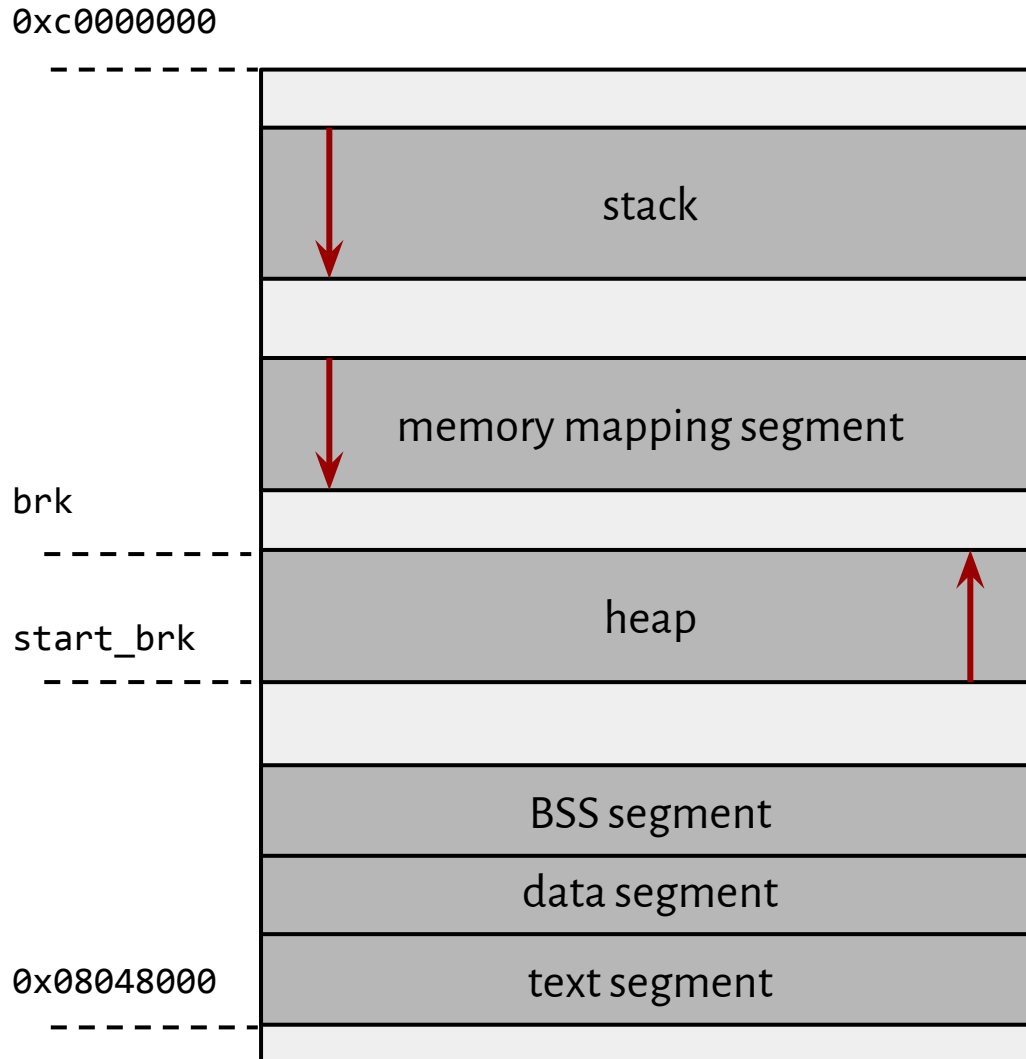 0xc0000000
stack
memory mapping segment
brk
heap
start_brk
BSS segment
data segment
0x08048000
text segment